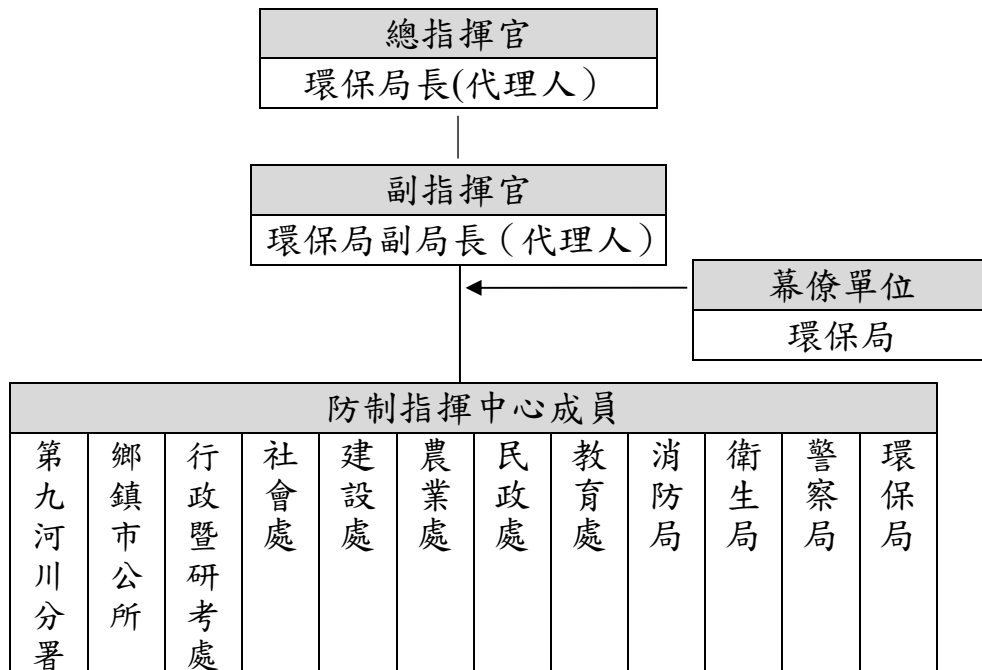 總指揮官
環保局長(代理人）
副指揮官
環保局副局長（代理人）
幕僚單位
環保局
防制指揮中心成員
第九河川分署
鄉鎮市公所
行政暨研考處
社會處
建設處
農業處
民政處
教育處
消防局
衛生局
警察局
環保局